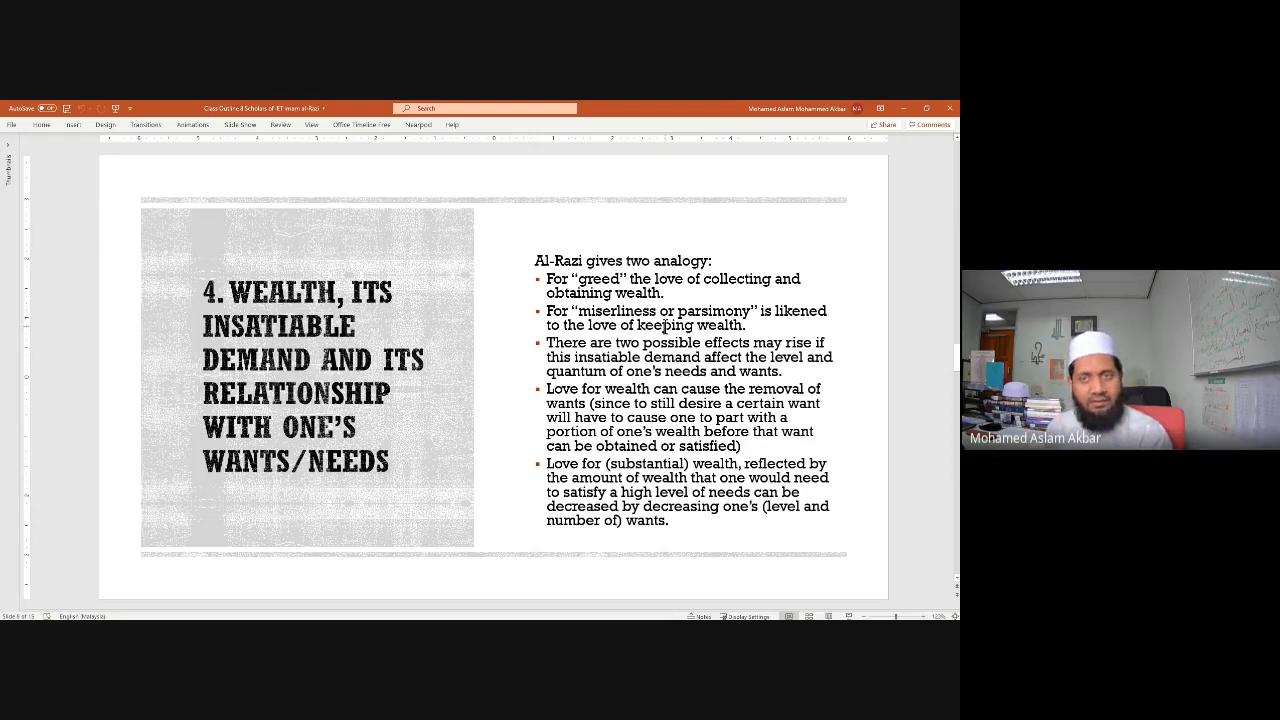 AutoSave Off
Class Outline 8 Scholars of IET Imam al-Razi
Search
Mohamed Aslam Mohammed Akbar MA
File Home Insert Design Transitions Animations Slide Show Review View Office Timeline Free Nearpod Help
Share Comments
Thumbnails
4. WEALTH, ITS
INSATIABLE
DEMAND AND ITS
RELATIONSHIP
WITH ONE'S
WANTS/NEEDS
Al-Razi gives two analogy:
▪ For “greed” the love of collecting and
obtaining wealth.
▪ For “miserliness or parsimony” is likened
to the love of keeping wealth.
▪ There are two possible effects may rise if
this insatiable demand affect the level and
quantum of one’s needs and wants.
▪ Love for wealth can cause the removal of
wants (since to still desire a certain want
will have to cause one to part with a
portion of one’s wealth before that want
can be obtained or satisfied)
▪ Love for (substantial) wealth, reflected by
the amount of wealth that one would need
to satisfy a high level of needs can be
decreased by decreasing one’s (level and
number of) wants.
Mohamed Aslam Akbar
Slide 9 of 15
English (Malaysia)
Notes Display Settings
123%